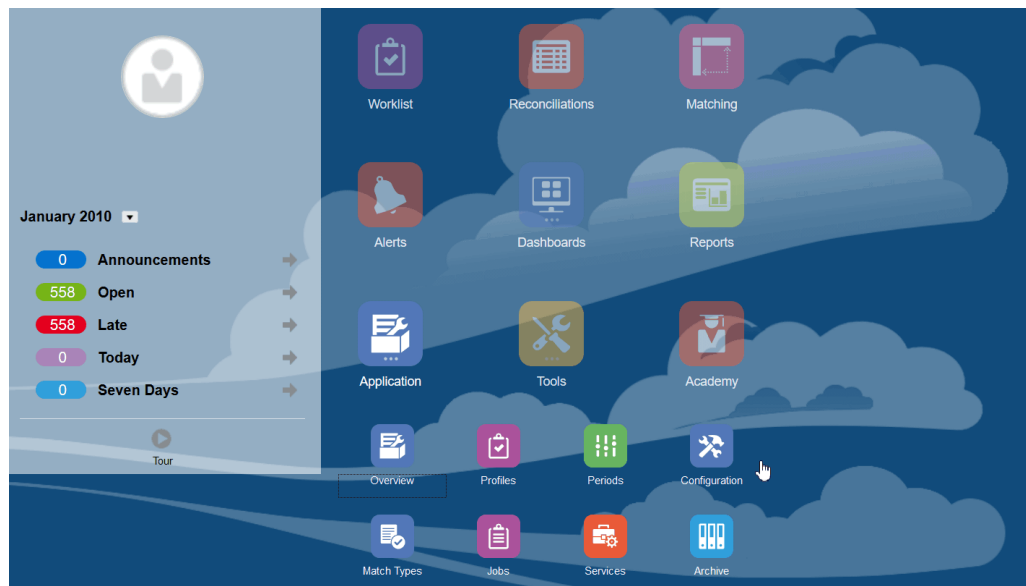 Worklist
Reconciliations
Matching
January 2010
Alerts
Dashboards
Reports
0 Announcements
558 Open
558 Late
0 Today
0 Seven Days
Application
Tools
Academy
Tour
Overview
Profiles
Periods
Configuration
Match Types
Jobs
Services
Archive